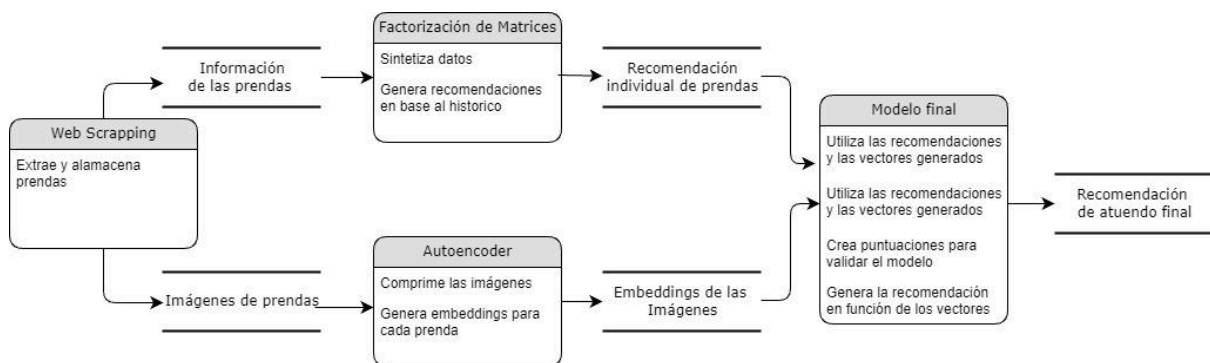 Web Scrapping
Extrae y alamacena
prendas
Información
de las prendas
Factorización de Matrices
Sintetiza datos
Genera recomendaciones
en base al historico
Recomendación
individual de prendas
Imágenes de prendas
Autoencoder
Comprime las imágenes
Genera embeddings para
cada prenda
Embeddings de las
Imágenes
Modelo final
Utiliza las recomendaciones
y las vectores generados
Utiliza las recomendaciones
y las vectores generados
Crea puntuaciones para
validar el modelo
Genera la recomendación
en función de los vectores
Recomendación
de atuendo final